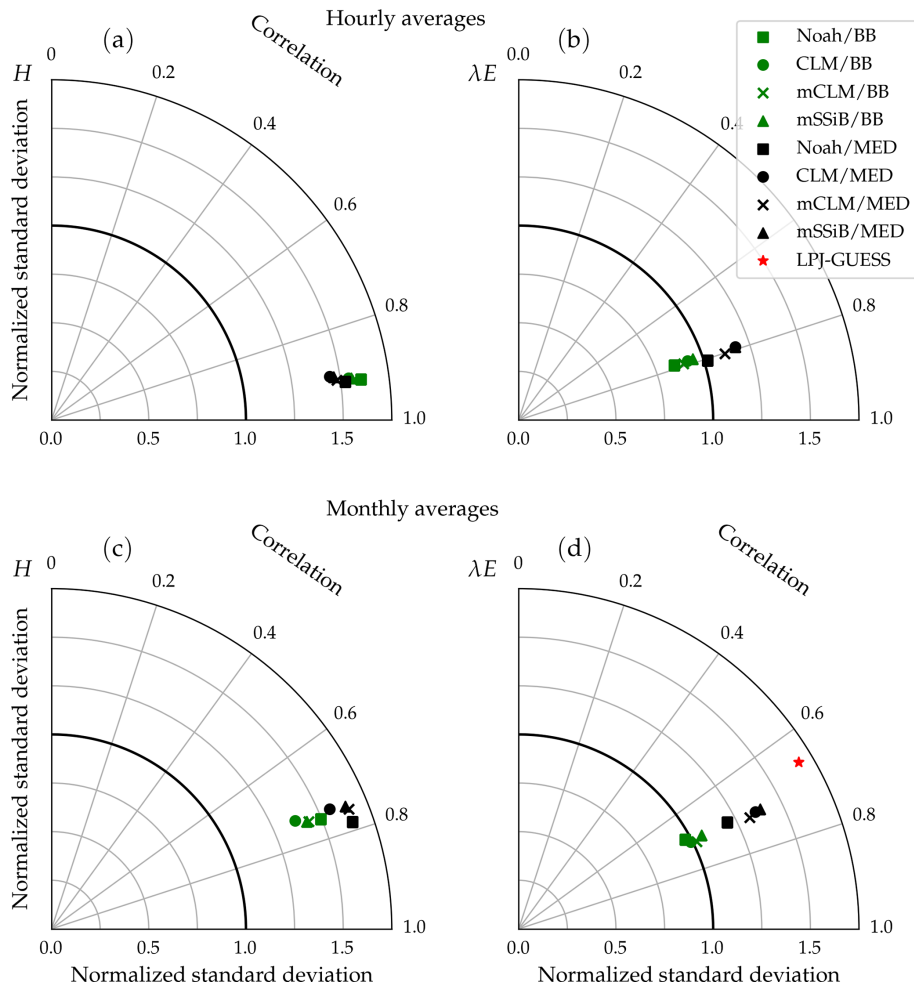 Hourly averages
(a)
Correlation
H
0
0.2
0.4
0.6
0.8
1.0
Normalized standard deviation
0.0
0.5
1.0
1.5
(b)
λE
0.0
0.2
0.4
0.8
1.0
0.0
0.5
1.0
1.5
Noah/BB
CLM/BB
mCLM/BB
mSSiB/BB
Noah/MED
CLM/MED
mCLM/MED
mSSiB/MED
LPJ-GUESS
Monthly averages
(c)
Correlation
H
0
0.2
0.4
0.6
0.8
1.0
Normalized standard deviation
0.0
0.5
1.0
1.5
Normalized standard deviation
(d)
Correlation
λE
0
0.2
0.4
0.6
0.8
1.0
0.0
0.5
1.0
1.5
Normalized standard deviation